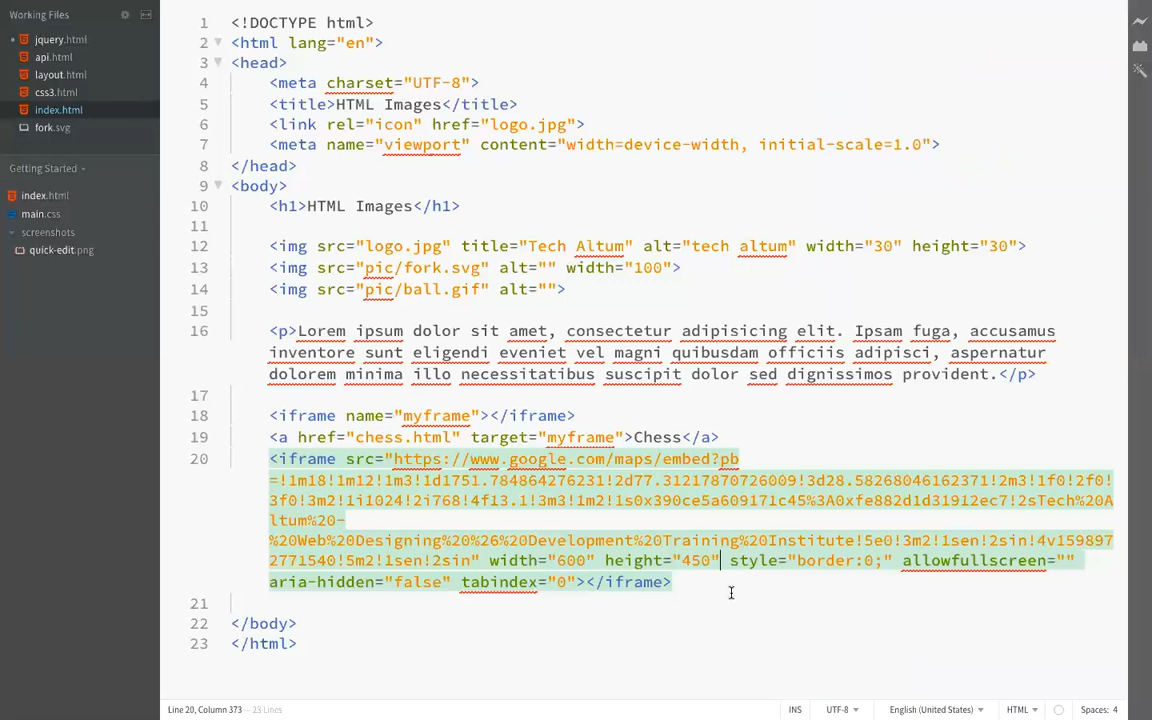 Working Files
jquery.html
api.html
layout.html
css3.html
index.html
fork.svg
Getting Started
index.html
main.css
screenshots
quick-edit.png
1 <!DOCTYPE html>
2 <html lang="en">
3 <head>
4 <meta charset="UTF-8">
5 <title>HTML Images</title>
6 <link rel="icon" href="logo.jpg">
7 <meta name="viewport" content="width=device-width, initial-scale=1.0">
8 </head>
9 <body>
10 <h1>HTML Images</h1>
11
12 <img src="logo.jpg" title="Tech Altum" alt="tech altum" width="30" height="30">
13 <img src="pic/fork.svg" alt="" width="100">
14 <img src="pic/ball.gif" alt="">
15
16 <p>Lorem ipsum dolor sit amet, consectetur adipisicing elit. Ipsam fuga, accusamus
inventore sunt eligendi eveniet vel magni quibusdam officiis adipisci, aspernatur
dolorem minima illo necessitatibus suscipit dolor sed dignissimos provident.</p>
17
18 <iframe name="myframe"></iframe>
19 <a href="chess.html" target="myframe">Chess</a>
20 <iframe src="https://www.google.com/maps/embed?pb
=!1m18!1m12!1m3!1d1751.784864276231!2d77.31217870726009!3d28.58268046162371!2m3!1f0!2f0!
3f0!3m2!1i1024!2i768!4f13.1!3m3!1m2!1s0x390ce5a609171c45%3A0xfe882d1d319i2ec7!2sTech%20A
ltum%20-
%20Web%20Designing%20%26%20Development%20Training%20Institute!5e0!3m2!1sen!2sin!4v159897
2771540!5m2!1sen!2sin" width="600" height="450" style="border:0;" allowfullscreen=""
aria-hidden="false" tabindex="0"></iframe>
21
22 </body>
23 </html>
Line 20, Column 373 — 23 Lines
INS
UTF-8
English (United States)
HTML
Spaces: 4